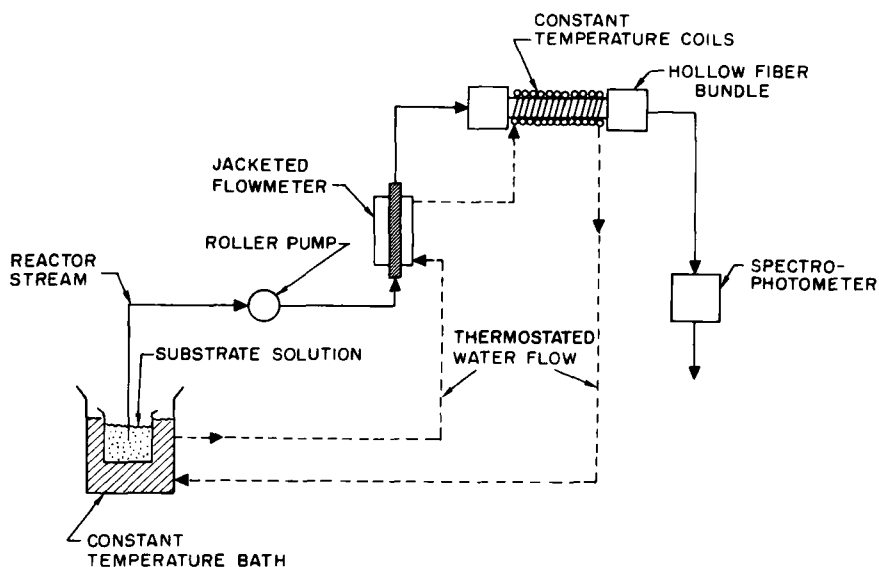 CONSTANT
TEMPERATURE COILS
HOLLOW FIBER
BUNDLE
JACKETED
FLOWMETER
ROLLER PUMP
REACTOR
STREAM
SPECTRO-
PHOTOMETER
SUBSTRATE SOLUTION
THERMOSTATED
WATER FLOW
CONSTANT
TEMPERATURE BATH